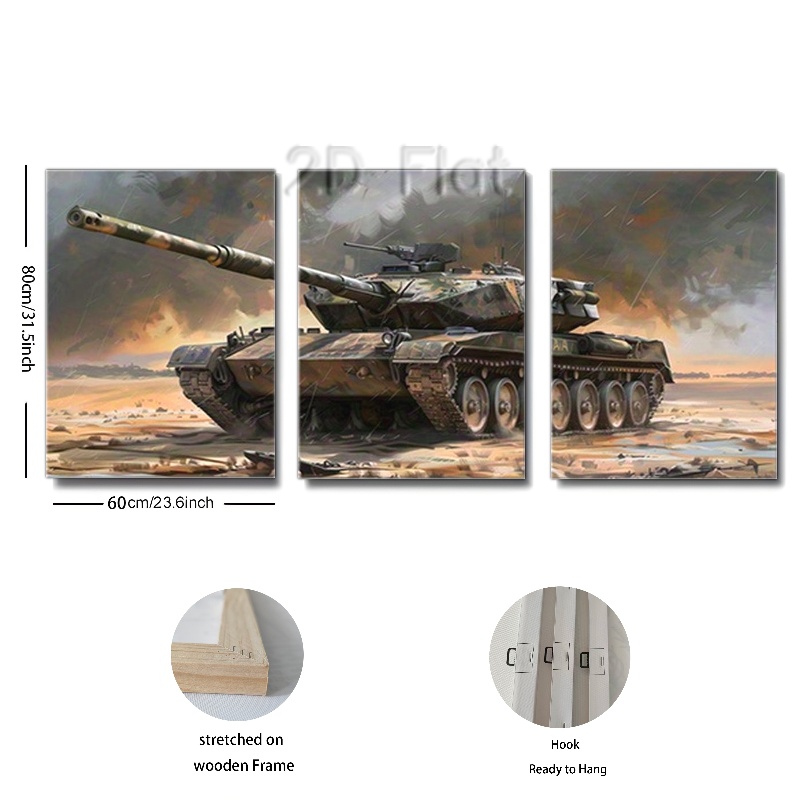 2D Flat
80cm/31.5inch
60cm/23.6inch
stretched on
wooden Frame
Hook
Ready to Hang